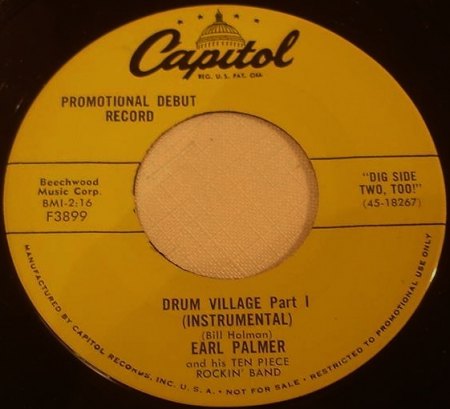 Capitol
REG. U.S. PAT. OFF.
PROMOTIONAL DEBUT
RECORD
Beechwood
Music Corp.
BMI-2:16
F3899
"DIG SIDE
TWO, TOO!"
(45-18267)
DRUM VILLAGE Part I
(INSTRUMENTAL)
(Bill Holman)
EARL PALMER
and his TEN PIECE
ROCKIN' BAND
MANUFACTURED BY CAPITOL RECORDS, INC. U.S.A. • NOT FOR SALE • RESTRICTED TO PROMOTIONAL USE ONLY